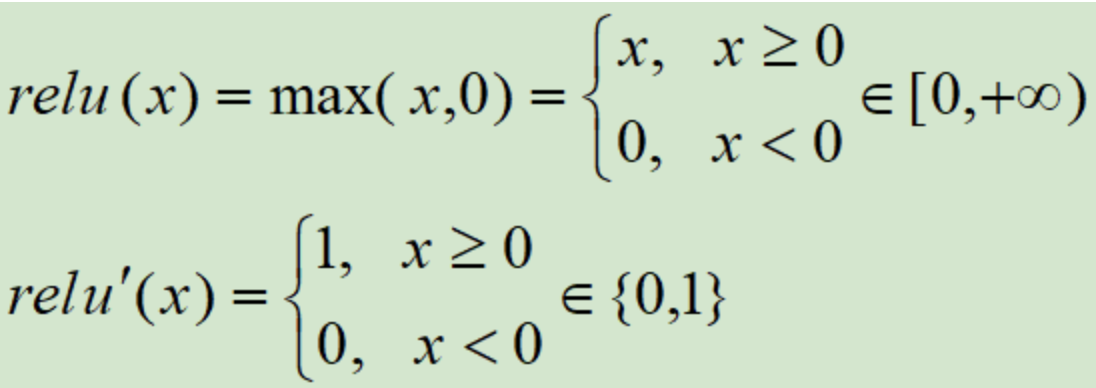 relu(x) = max(x,0) = { x, x ≥ 0 ∈ [0,+∞)
0, x < 0
relu′(x) = { 1, x ≥ 0 ∈ {0,1}
0, x < 0